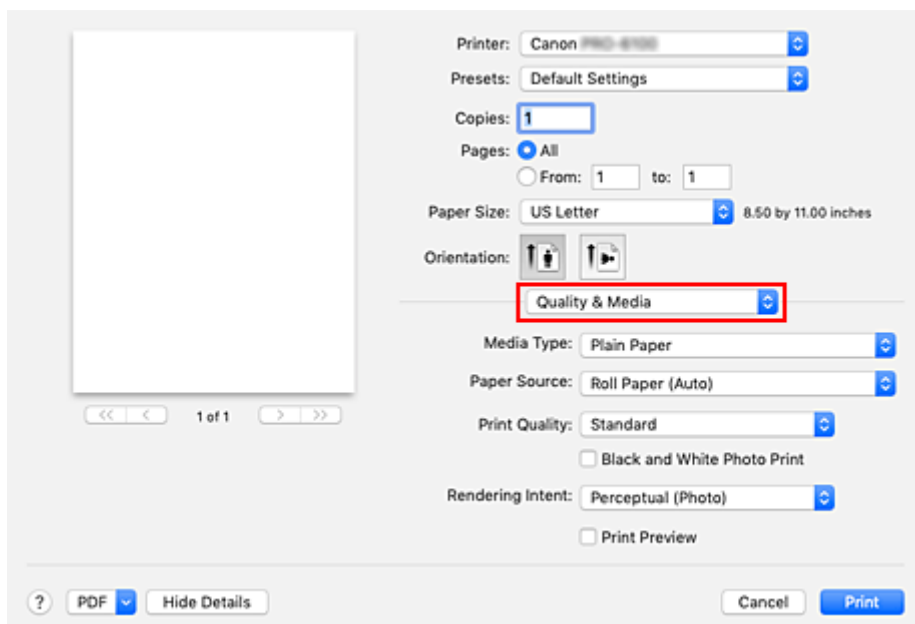 Printer: Canon
Presets: Default Settings
Copies: 1
Pages: All
From: 1 to: 1
Paper Size: US Letter 8.50 by 11.00 inches
Orientation:
Quality & Media
Media Type: Plain Paper
Paper Source: Roll Paper (Auto)
1 of 1
Print Quality: Standard
Black and White Photo Print
Rendering Intent: Perceptual (Photo)
Print Preview
? PDF Hide Details Cancel Print